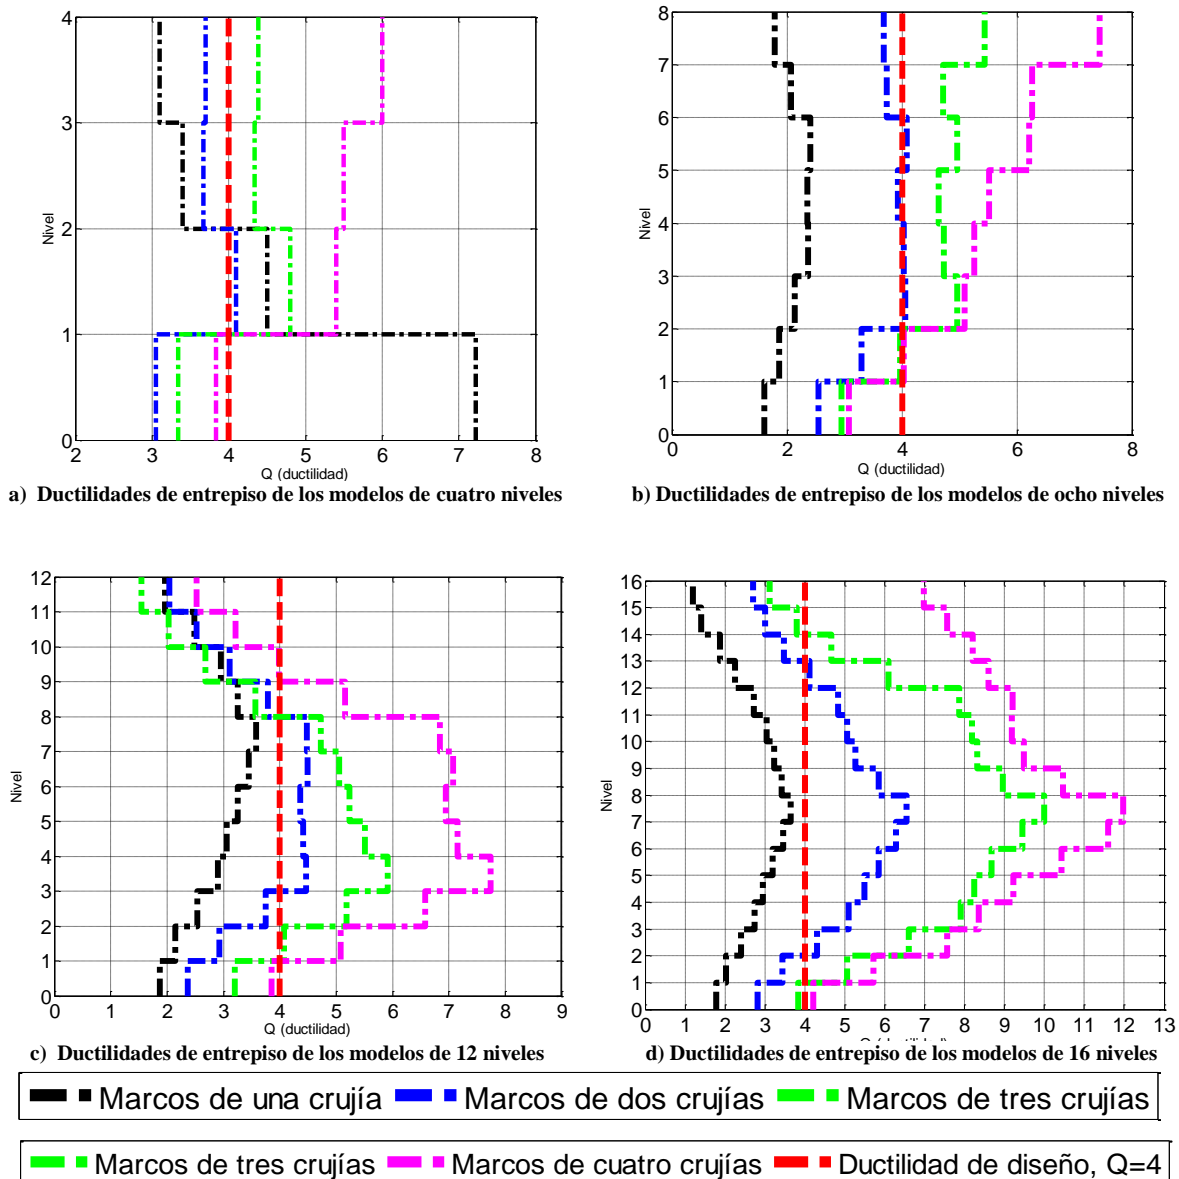 4
3
2
1
0
Nivel
2 3 4 5 6 7 8
Q (ductilidad)
a) Ductilidades de entrepiso de los modelos de cuatro niveles
8
7
6
5
4
3
2
1
0
Nivel
0 2 4 6 8
Q (ductilidad)
b) Ductilidades de entrepiso de los modelos de ocho niveles
12
11
10
9
8
7
6
5
4
3
2
1
0
Nivel
0 1 2 3 4 5 6 7 8 9
Q (ductilidad)
c) Ductilidades de entrepiso de los modelos de 12 niveles
16
15
14
13
12
11
10
9
8
7
6
5
4
3
2
1
0
Nivel
0 1 2 3 4 5 6 7 8 9 10 11 12 13
d) Ductilidades de entrepiso de los modelos de 16 niveles
Marcos de una crujía Marcos de dos crujías Marcos de tres crujías
Marcos de tres crujías Marcos de cuatro crujías Ductilidad de diseño, Q=4